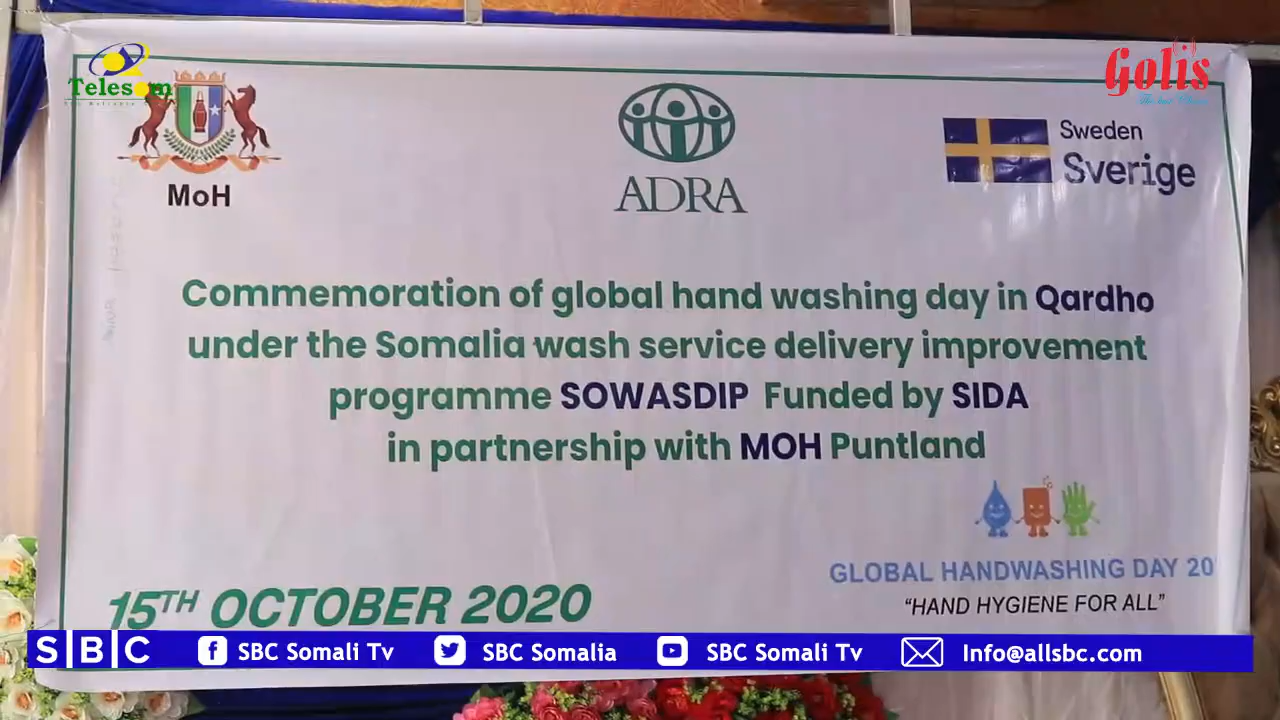 Telesom
Golis
MoH
ADRA
Sweden
Sverige
Commemoration of global hand washing day in Qardho
under the Somalia wash service delivery improvement
programme SOWASDIP Funded by SIDA
in partnership with MOH Puntland
GLOBAL HANDWASHING DAY 20
"HAND HYGIENE FOR ALL"
15TH OCTOBER 2020
SBC SBC Somali Tv SBC Somalia SBC Somali Tv Info@allsbc.com